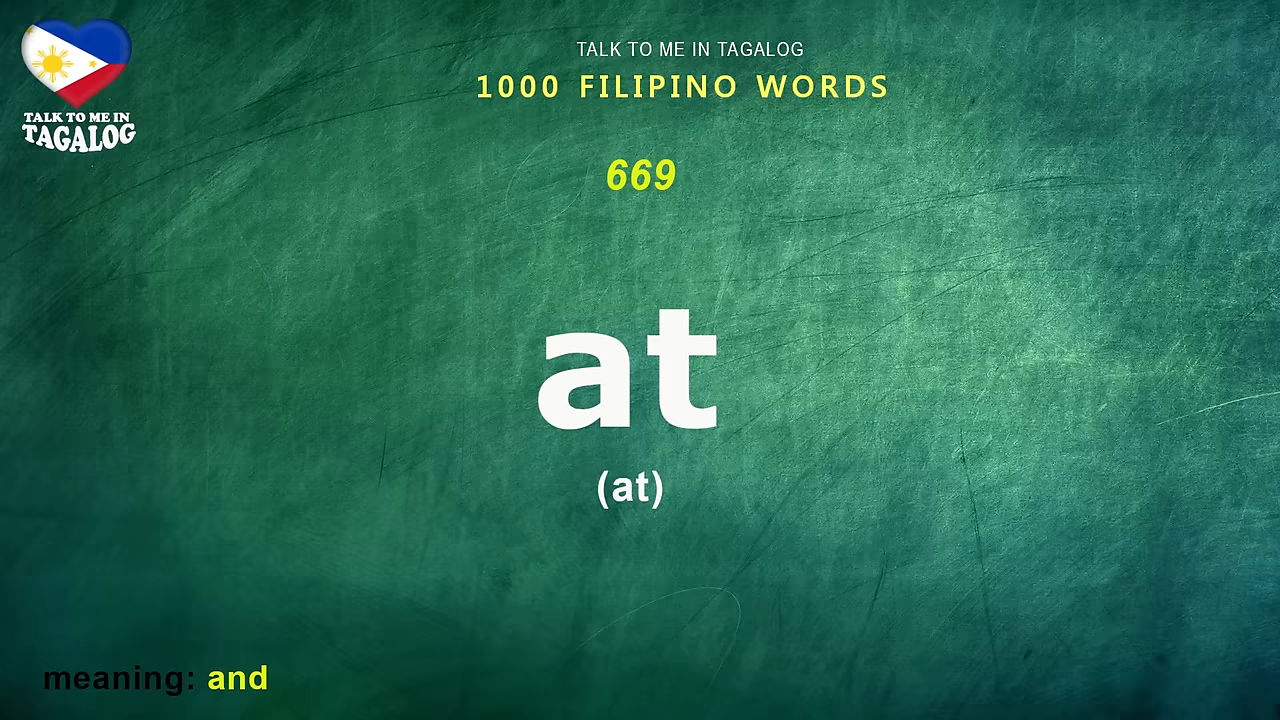 TALK TO ME IN
TAGALOG
TALK TO ME IN TAGALOG
1000 FILIPINO WORDS
669
at
(at)
meaning: and